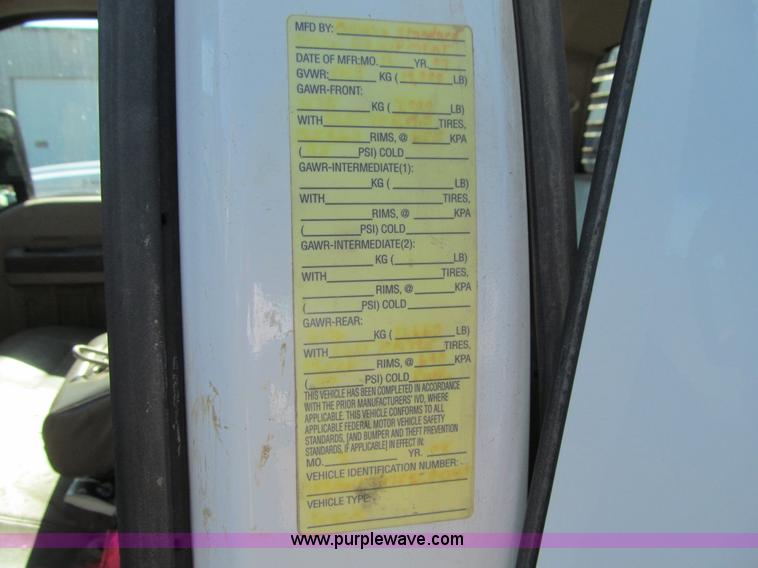 MFD BY:
DATE OF MFR:MO. YR.
GVWR: KG ( LB)
GAWR-FRONT:
KG ( LB)
WITH TIRES,
RIMS, @ KPA
( PSI) COLD
GAWR-INTERMEDIATE(1):
KG ( LB)
WITH TIRES,
RIMS, @ KPA
( PSI) COLD
GAWR-INTERMEDIATE(2):
KG ( LB)
WITH TIRES,
RIMS, @ KPA
( PSI) COLD
GAWR-REAR:
KG ( LB)
WITH TIRES,
RIMS, @ KPA
( PSI) COLD
THIS VEHICLE HAS BEEN COMPLETED IN ACCORDANCE
WITH THE PRIOR MANUFACTURERS' IVD, WHERE
APPLICABLE. THIS VEHICLE CONFORMS TO ALL
APPLICABLE FEDERAL MOTOR VEHICLE SAFETY
STANDARDS, [AND BUMPER AND THEFT PREVENTION
STANDARDS, IF APPLICABLE] IN EFFECT IN:
MO. YR.
VEHICLE IDENTIFICATION NUMBER:
VEHICLE TYPE:
www.purplewave.com